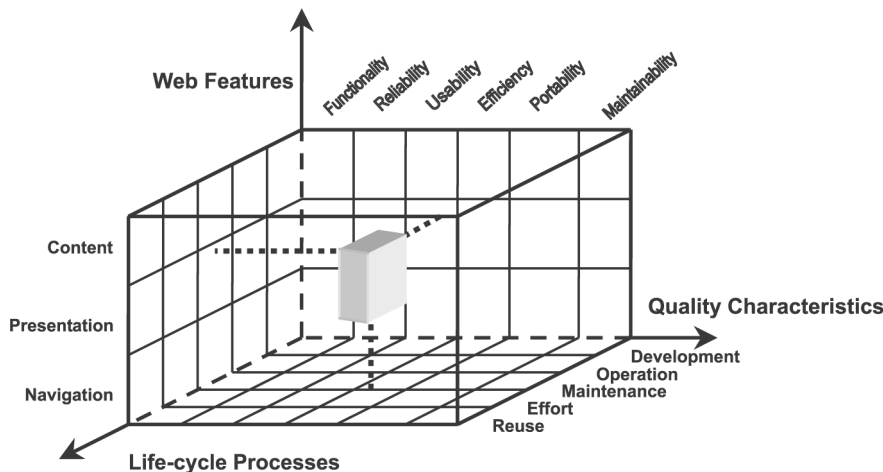 Web Features
Functionality
Reliability
Usability
Efficiency
Portability
Maintainability
Content
Presentation
Navigation
Quality Characteristics
Development
Operation
Maintenance
Effort
Reuse
Life-cycle Processes